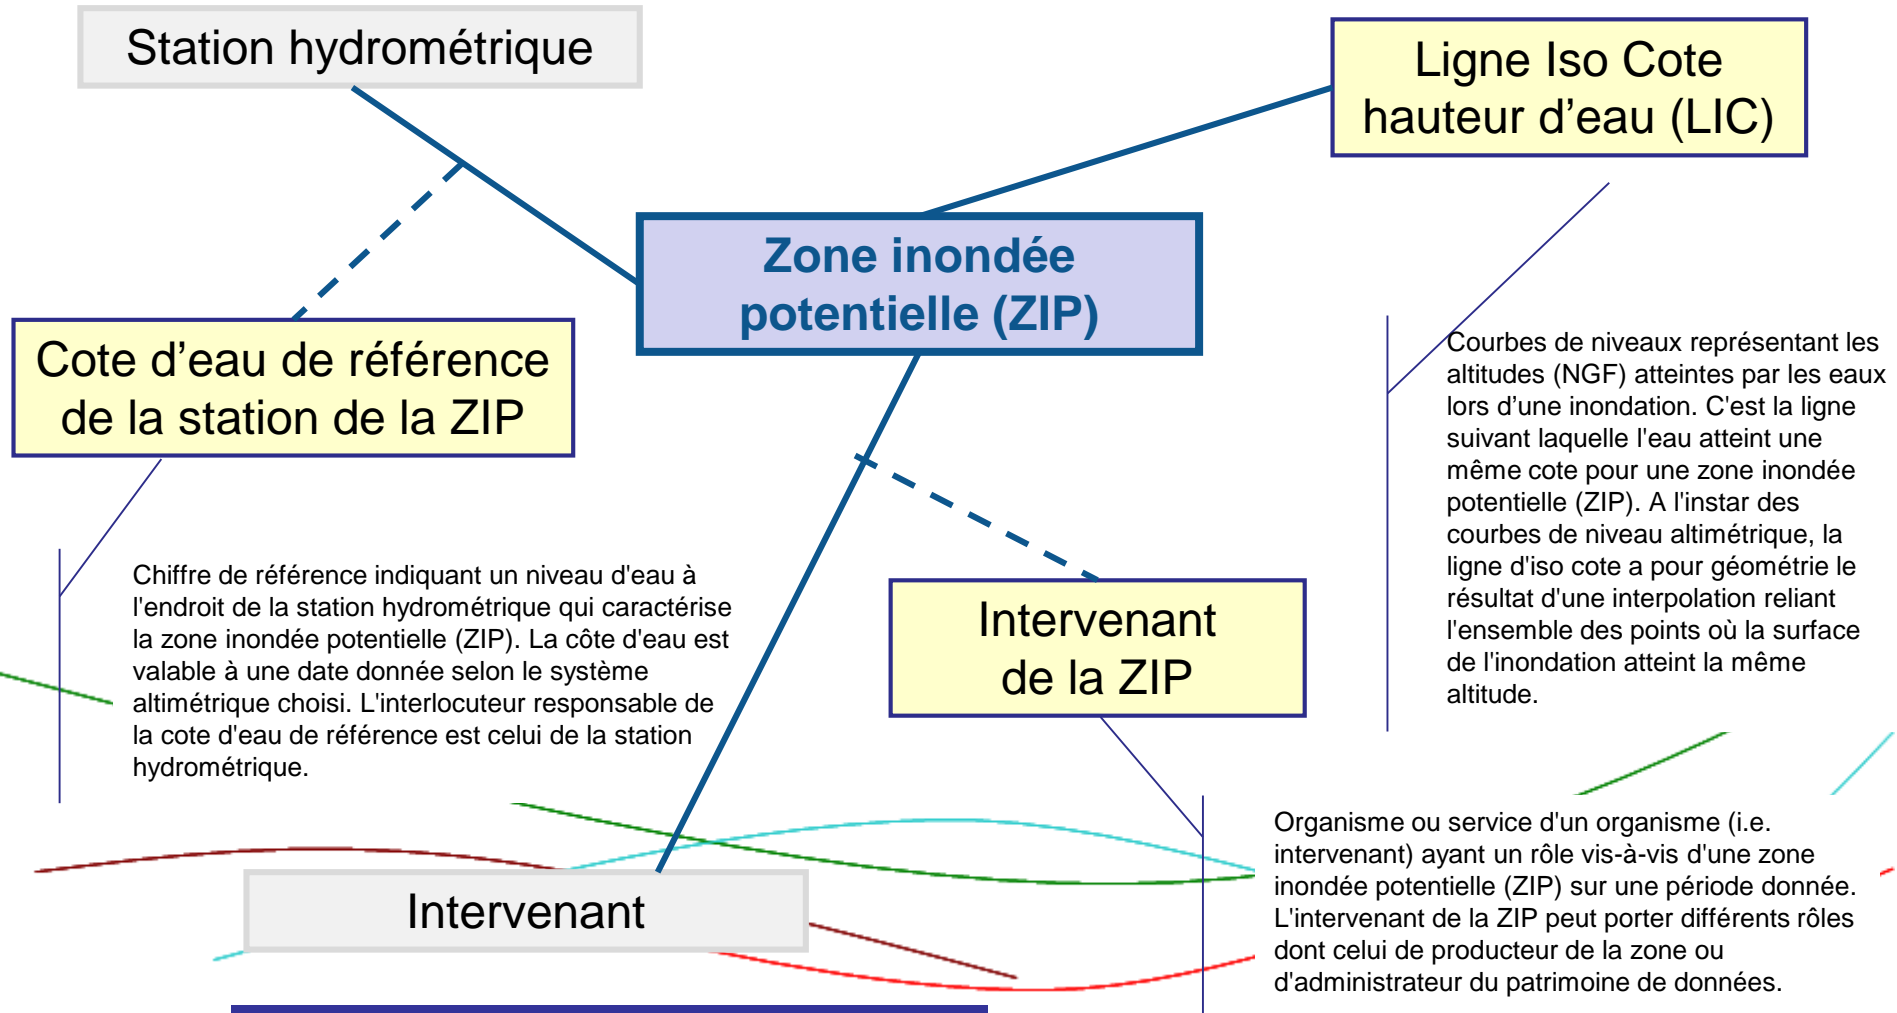 Station hydrométrique
Ligne Iso Cote
hauteur d’eau (LIC)
Zone inondée
potentielle (ZIP)
Cote d’eau de référence
de la station de la ZIP
Courbes de niveaux représentant les
altitudes (NGF) atteintes par les eaux
lors d’une inondation. C'est la ligne
suivant laquelle l'eau atteint une
même cote pour une zone inondée
potentielle (ZIP). A l'instar des
courbes de niveau altimétrique, la
ligne d'iso cote a pour géométrie le
résultat d'une interpolation reliant
l'ensemble des points où la surface
de l'inondation atteint la même
altitude.
Chiffre de référence indiquant un niveau d'eau à
l'endroit de la station hydrométrique qui caractérise
la zone inondée potentielle (ZIP). La côte d'eau est
valable à une date donnée selon le système
altimétrique choisi. L'interlocuteur responsable de
la cote d'eau de référence est celui de la station
hydrométrique.
Intervenant
de la ZIP
Organisme ou service d'un organisme (i.e.
intervenant) ayant un rôle vis-à-vis d'une zone
inondée potentielle (ZIP) sur une période donnée.
L'intervenant de la ZIP peut porter différents rôles
dont celui de producteur de la zone ou
d'administrateur du patrimoine de données.
Intervenant